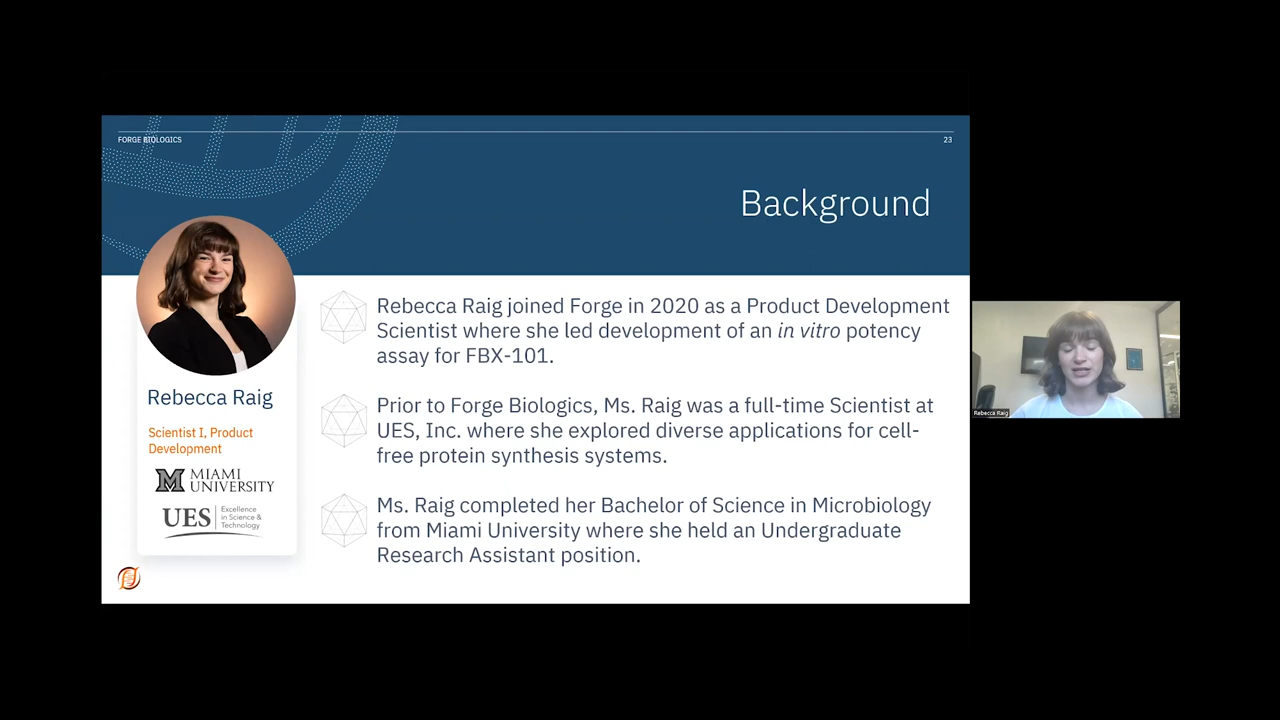 FORGE BIOLOGICS
23
Background
Rebecca Raig joined Forge in 2020 as a Product Development
Scientist where she led development of an in vitro potency
assay for FBX-101.
Prior to Forge Biologics, Ms. Raig was a full-time Scientist at
UES, Inc. where she explored diverse applications for cell-
free protein synthesis systems.
Ms. Raig completed her Bachelor of Science in Microbiology
from Miami University where she held an Undergraduate
Research Assistant position.
Rebecca Raig
Scientist I, Product
Development
M MIAMI
UNIVERSITY
UES Excellence
in Science &
Technology
Rebecca Raig